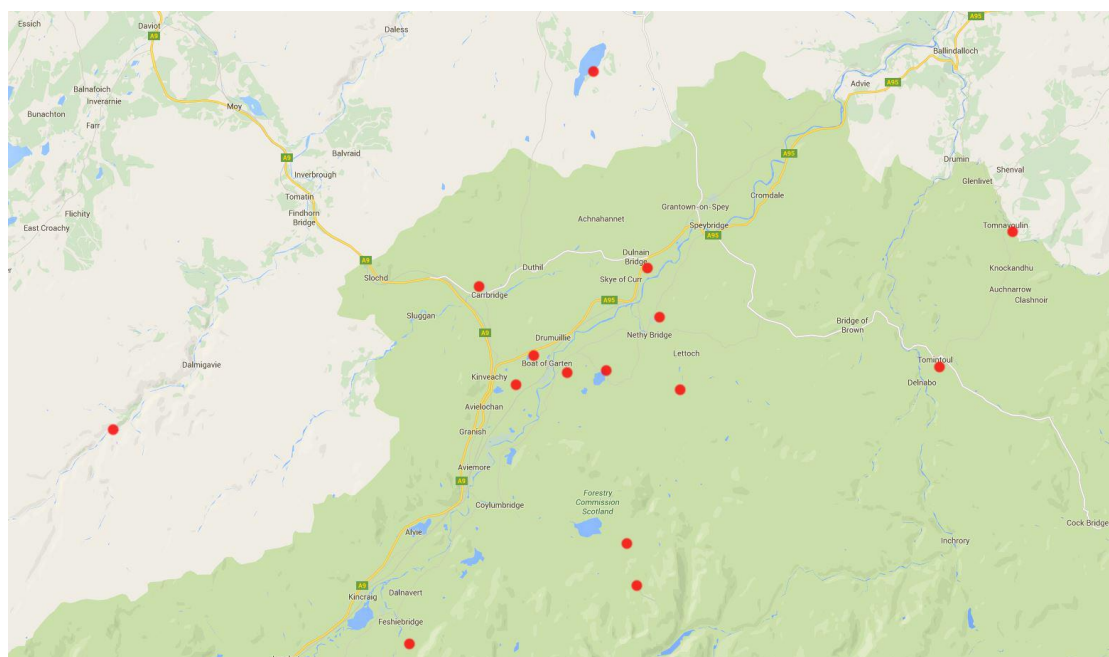 Essich
Daviot
A9
A95
Daless
Ballindalloch
Advie
A95
Balnafoich
Inverarnie
Bunachton
Farr
Moy
A9
Balvraid
Inverbrough
Tomatin
Findhorn
Bridge
A95
Drumin
Shenval
Glenlivet
Cromdale
Grantown-on-Spey
Achnahannet
Speybridge
A95
Flichity
East Croachy
Tomnavoulin
A9
Slochd
Duthil
Dulnain
Bridge
Skye of Curr
Knockandhu
Auchnarrow
Clashnoir
Carrbridge
A95
Sluggan
A9
Drumuillie
Nethy Bridge
Bridge of
Brown
Lettoch
Dalmigavie
Boat of Garten
Kinveachy
Tomintoul
Delnabo
Avielochan
Granish
Aviemore
A9
Coylumbridge
Forestry
Commission
Scotland
Cock Bridge
Alvie
Inchrory
A9
Kincraig
Dalnavert
Feshiebridge